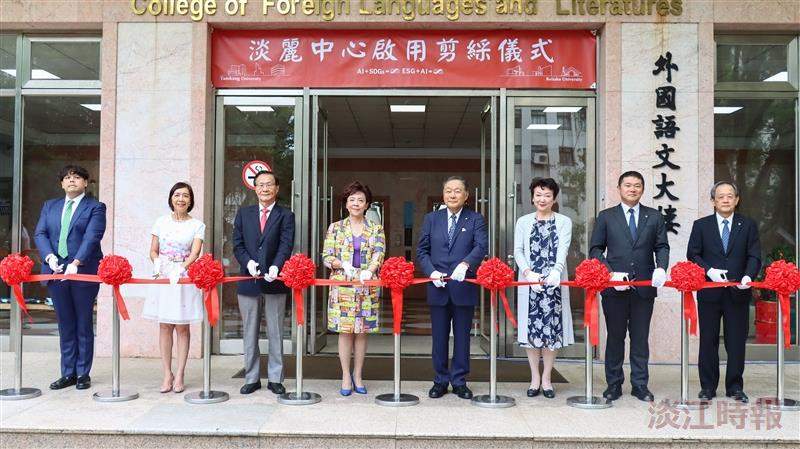 College of Foreign Languages and Literatures
淡麗中心啟用剪綵儀式
AI+SDGs=∞ ESG+AI=∞
Tamkang University
Reitaku University
外國語文大樓
淡江時報